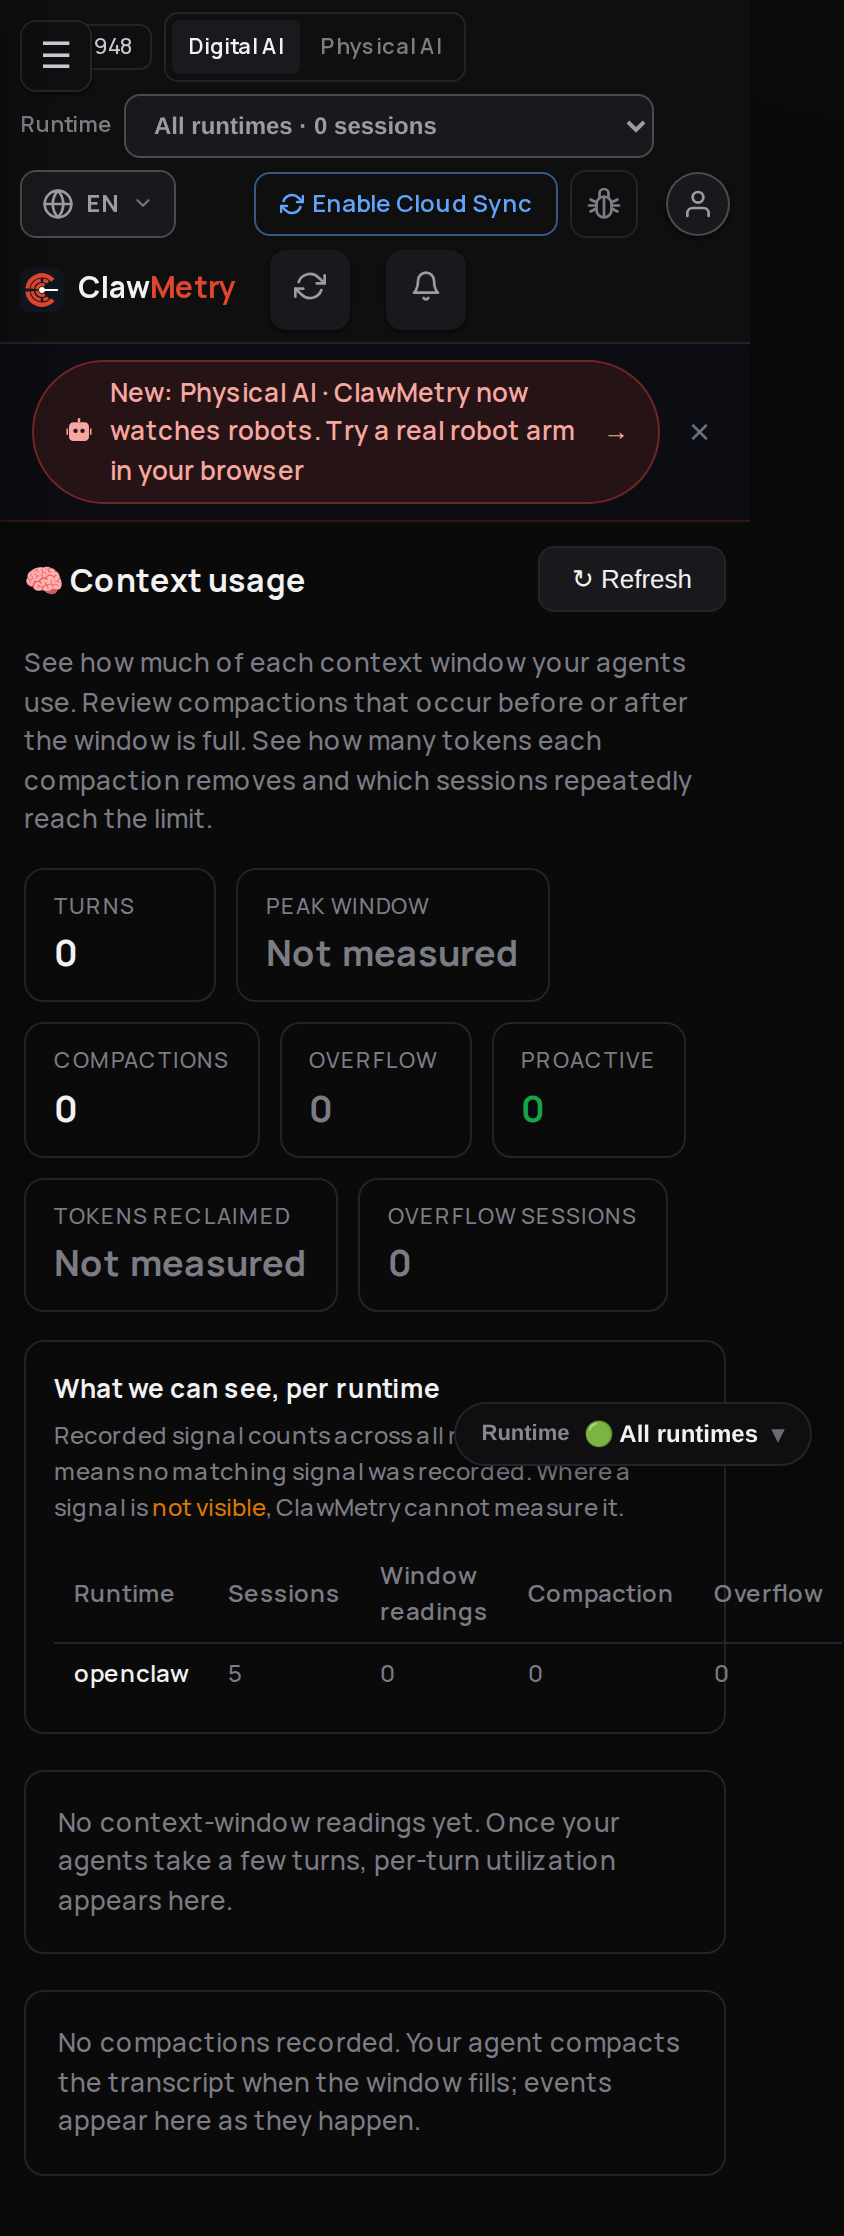 948
Digital AI
Physical AI
Runtime
All runtimes · 0 sessions
EN
Enable Cloud Sync
ClawMetry
New: Physical AI · ClawMetry now
watches robots. Try a real robot arm →
in your browser
Context usage
↻ Refresh
See how much of each context window your agents
use. Review compactions that occur before or after
the window is full. See how many tokens each
compaction removes and which sessions repeatedly
reach the limit.
TURNS
0
PEAK WINDOW
Not measured
COMPACTIONS
0
OVERFLOW
0
PROACTIVE
0
TOKENS RECLAIMED
Not measured
OVERFLOW SESSIONS
0
What we can see, per runtime
Recorded signal counts across all
Runtime All runtimes ▾
means no matching signal was recorded. Where a
signal is not visible, ClawMetry cannot measure it.
Runtime Sessions Window readings Compaction Overflow
openclaw 5 0 0 0
No context-window readings yet. Once your
agents take a few turns, per-turn utilization
appears here.
No compactions recorded. Your agent compacts
the transcript when the window fills; events
appear here as they happen.